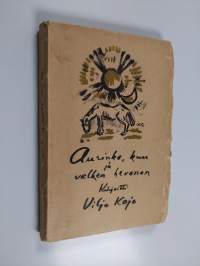 Aurinko, kuu
ja
valkea hevonen
Kirjoitti
Viljo Kojo